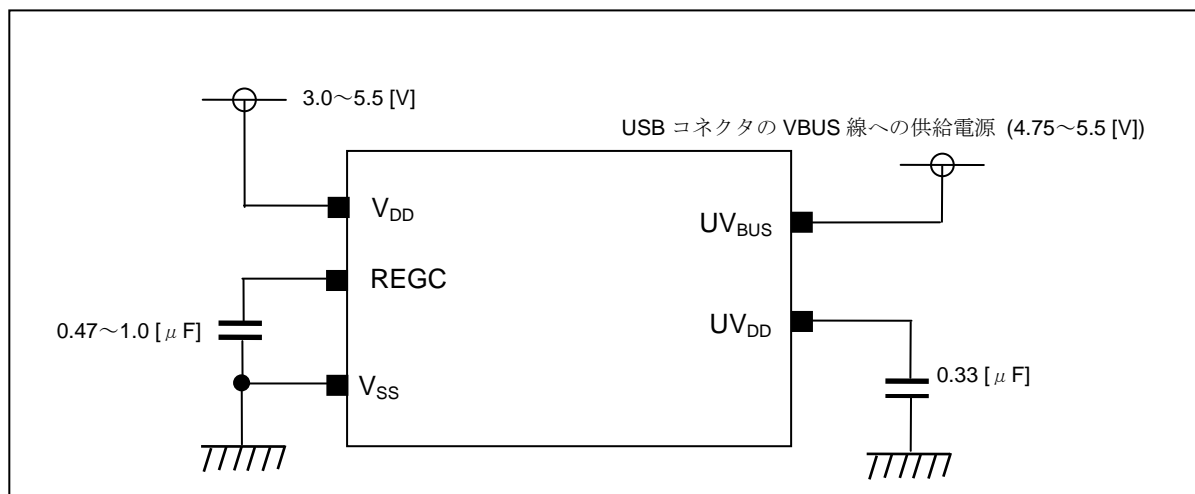 3.0～5.5 [V]
USB コネクタの VBUS 線への供給電源 (4.75～5.5 [V])
VDD
UVBUS
REGC
0.47～1.0 [μF]
UVDD
VSS
0.33 [μF]